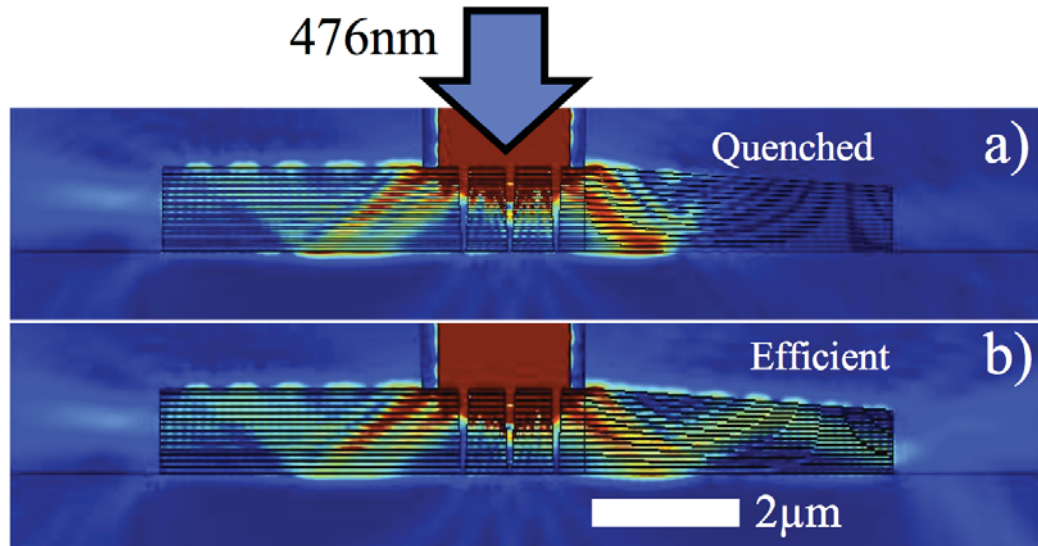 476nm
Quenched
a)
Efficient
b)
2μm